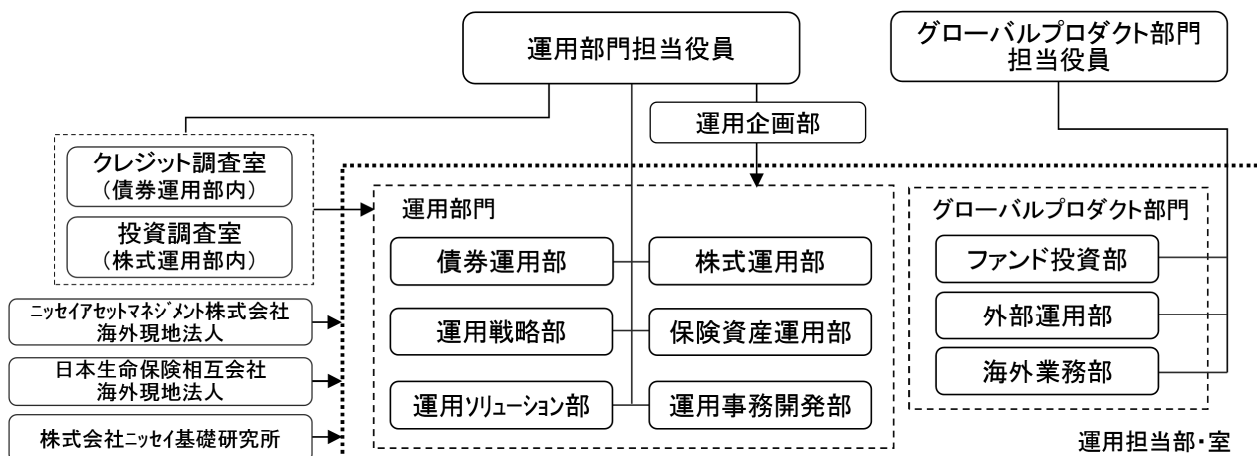 運用部門担当役員
グローバルプロダクト部門
担当役員
運用企画部
クレジット調査室
（債券運用部内）
投資調査室
（株式運用部内）
運用部門
債券運用部
株式運用部
運用戦略部
保険資産運用部
運用ソリューション部
運用事務開発部
グローバルプロダクト部門
ファンド投資部
外部運用部
海外業務部
ニッセイアセットマネジメント株式会社
海外現地法人
日本生命保険相互会社
海外現地法人
株式会社ニッセイ基礎研究所
運用担当部・室